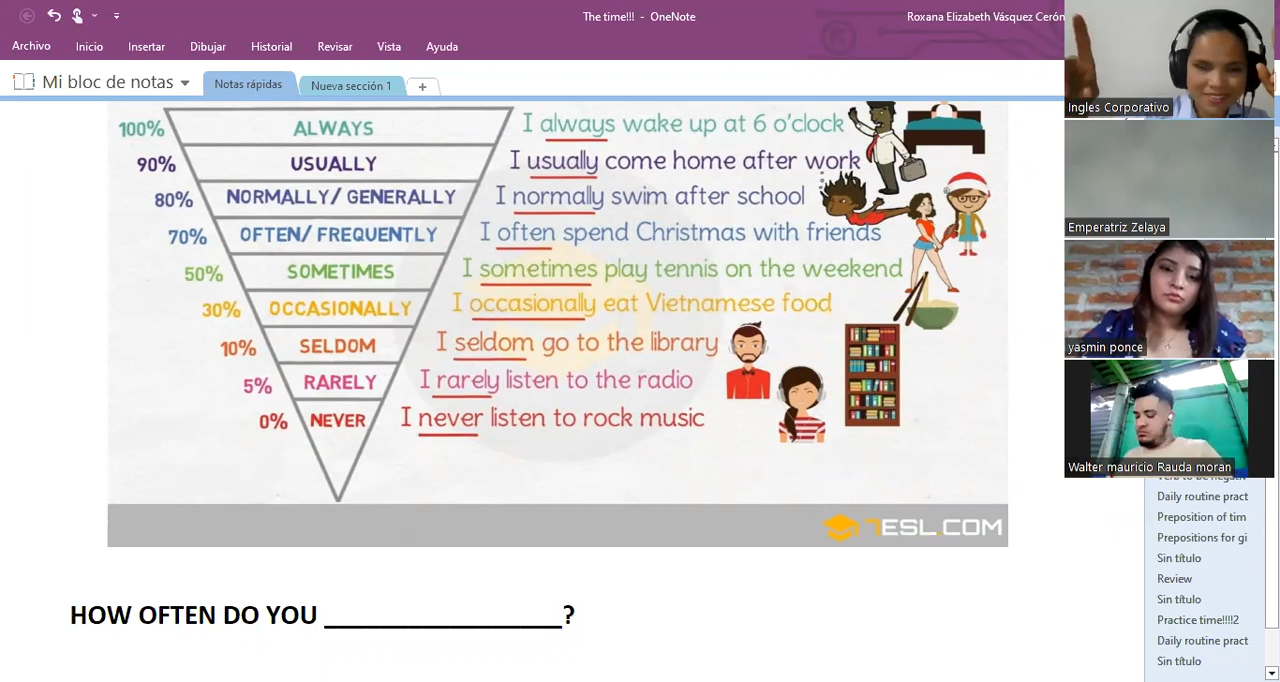 The time!!! - OneNote
Roxana Elizabeth Vásquez Cerón
Archivo Inicio Insertar Dibujar Historial Revisar Vista Ayuda
Mi bloc de notas Notas rápidas Nueva sección 1 +
100% ALWAYS I always wake up at 6 o'clock
90% USUALLY I usually come home after work
80% NORMALLY/ GENERALLY I normally swim after school
70% OFTEN/ FREQUENTLY I often spend Christmas with friends
50% SOMETIMES I sometimes play tennis on the weekend
30% OCCASIONALLY I occasionally eat Vietnamese food
10% SELDOM I seldom go to the library
5% RARELY I rarely listen to the radio
0% NEVER I never listen to rock music
7ESL.COM
HOW OFTEN DO YOU __________________?
Ingles Corporativo
Emperatriz Zelaya
yasmin ponce
Walter mauricio Rauda moran
Daily routine pract
Preposition of tim
Prepositions for gi
Sin título
Review
Sin título
Practice time!!!!2
Daily routine pract
Sin título